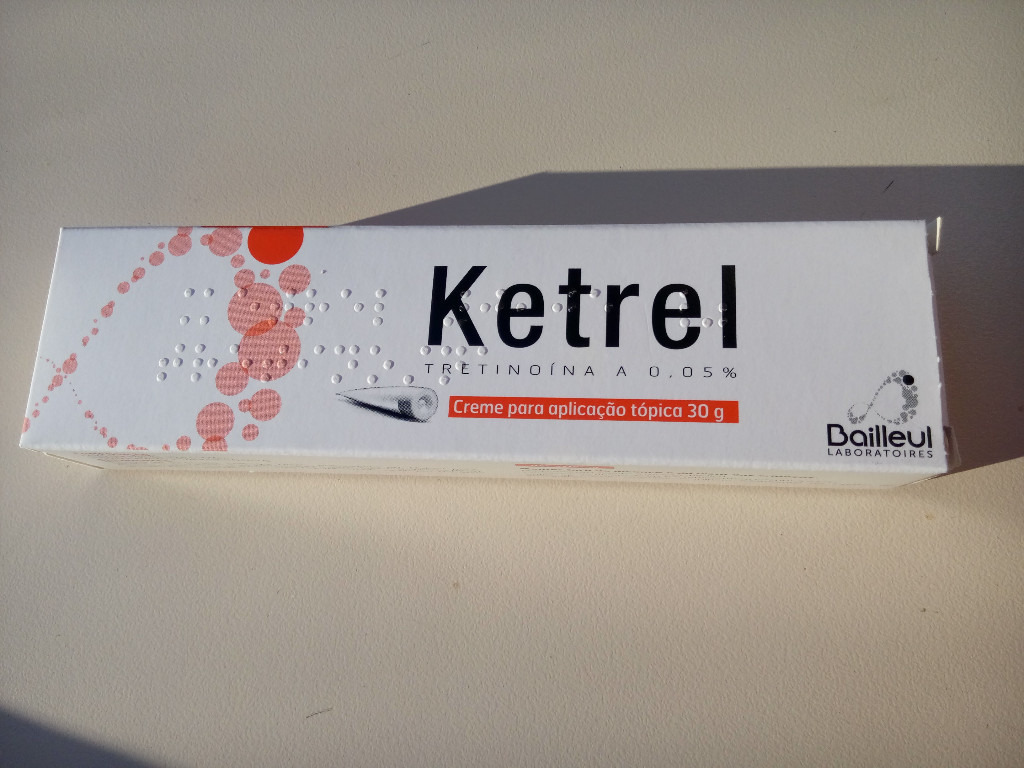 Ketrel
TRETINOÍNA A 0,05%
Creme para aplicação tópica 30 g
Bailleul
LABORATOIRES